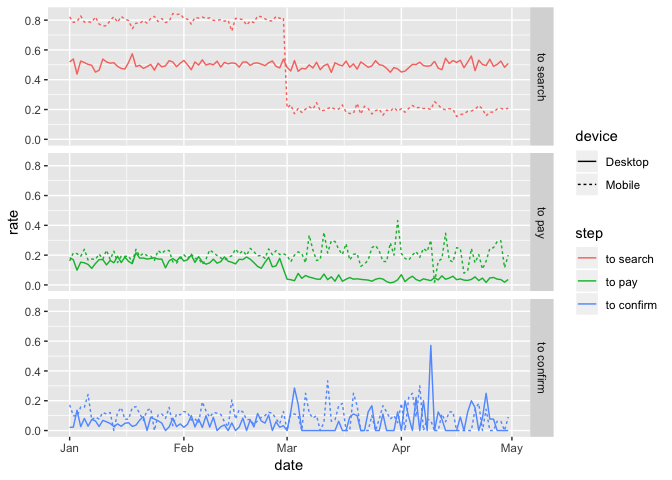 0.8
0.6
0.4
0.2
0.0
to search
0.8
0.6
0.4
0.2
0.0
to pay
0.8
0.6
0.4
0.2
0.0
to confirm
rate
Jan
Feb
Mar
Apr
May
date
device
Desktop
Mobile
step
to search
to pay
to confirm